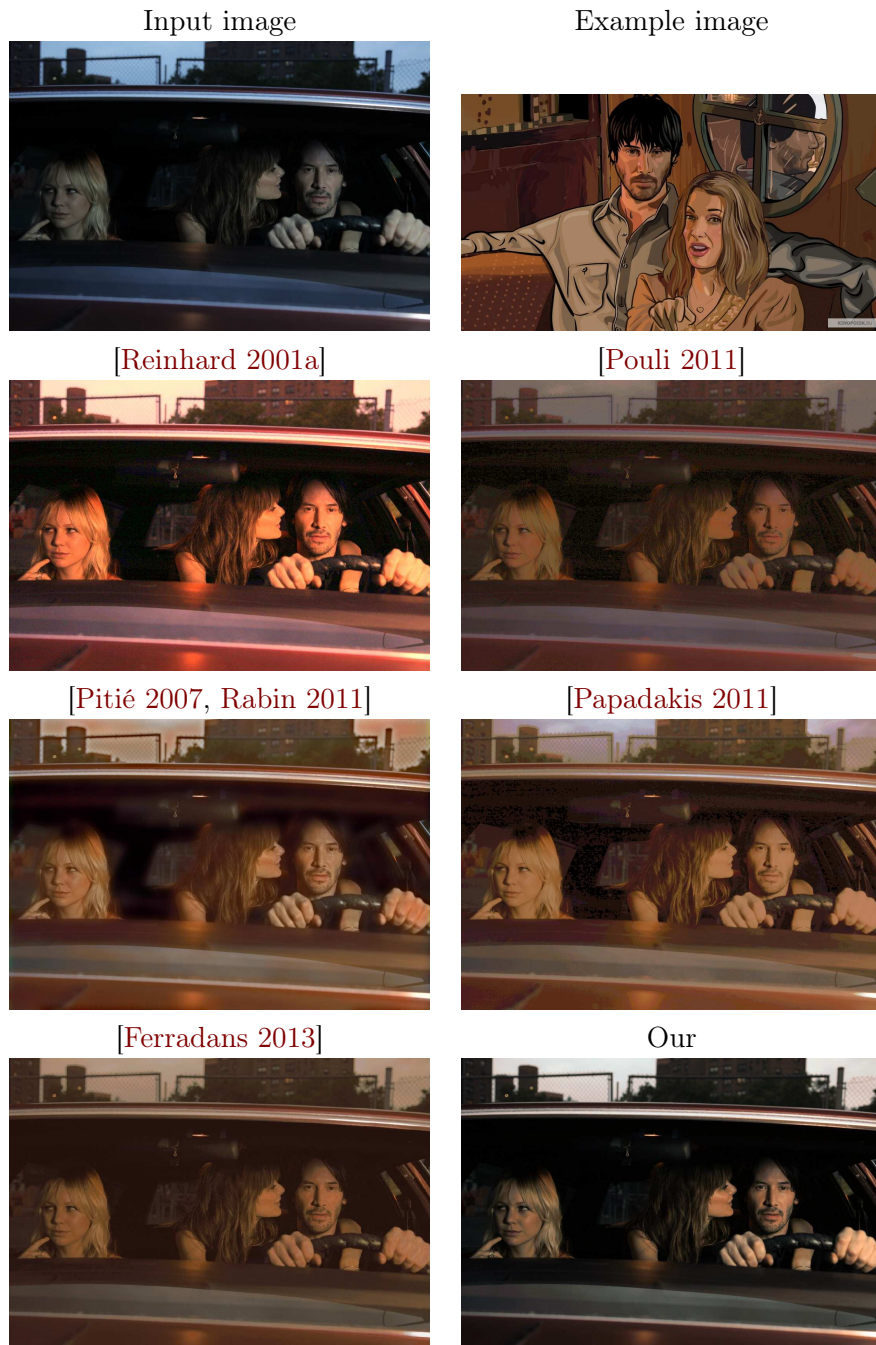 Input image
Example image
[Reinhard 2001a]
[Pouli 2011]
[Pitié 2007, Rabin 2011]
[Papadakis 2011]
[Ferradans 2013]
Our